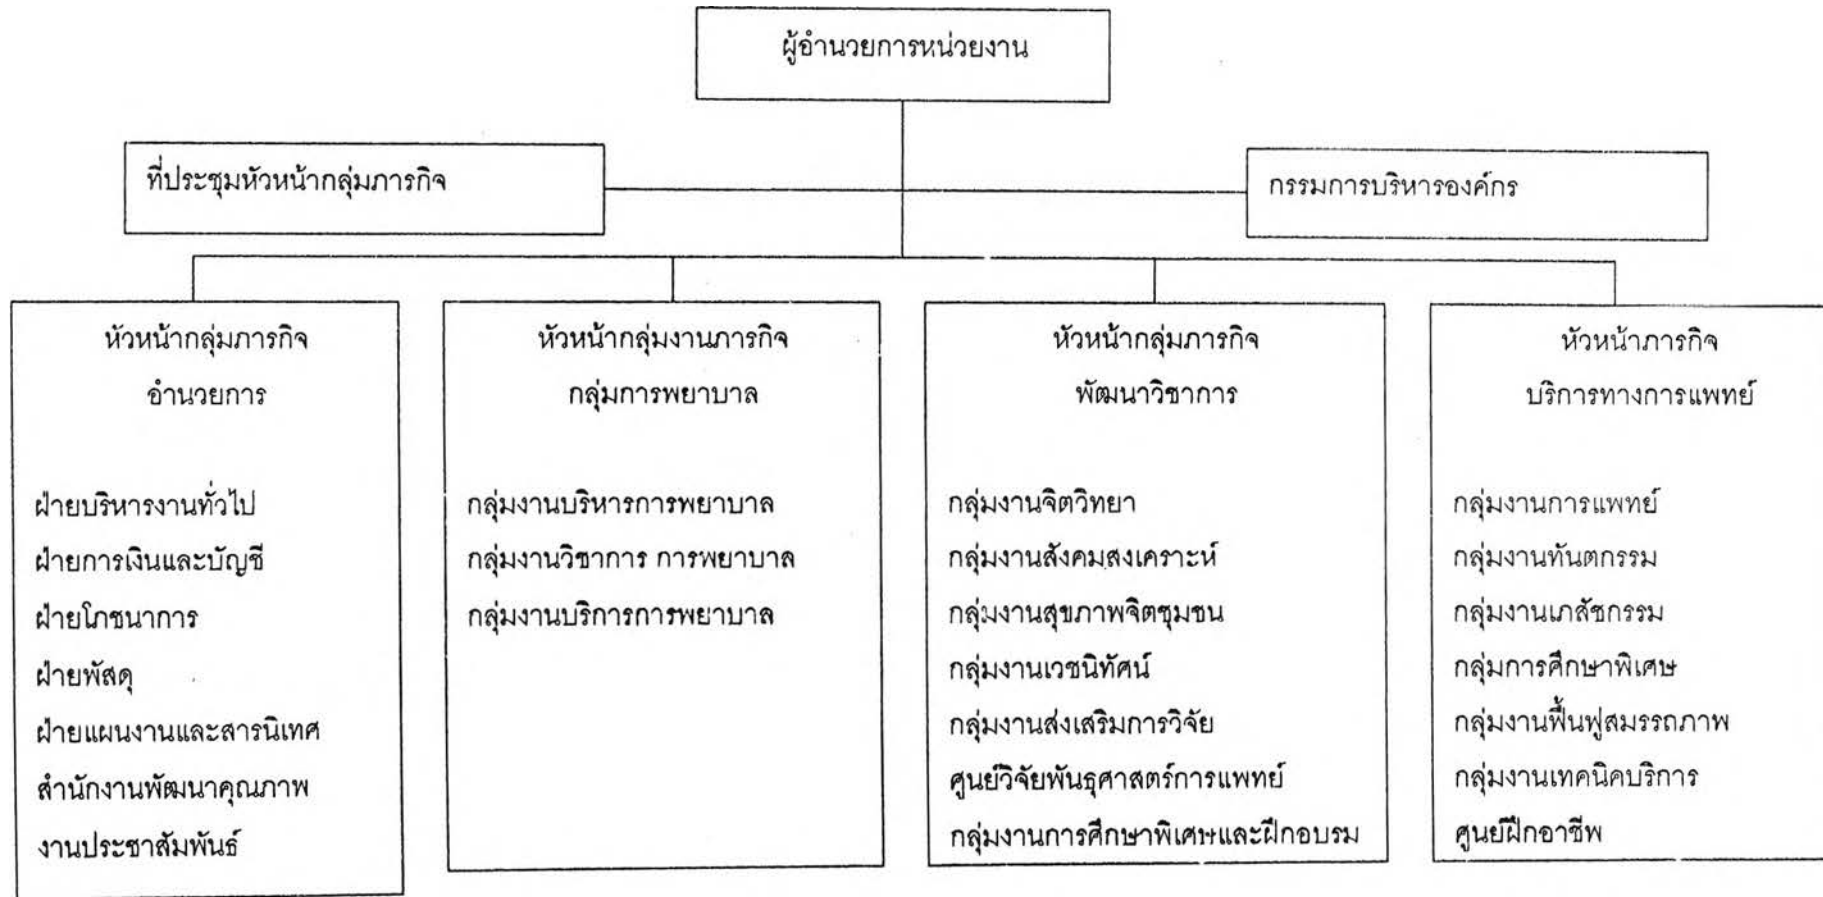 ผู้อำนวยการหน่วยงาน
ที่ประชุมหัวหน้ากลุ่มภารกิจ
กรรมการบริหารองค์กร
หัวหน้ากลุ่มภารกิจ
อำนวยการ
ฝ่ายบริหารงานทั่วไป
ฝ่ายการเงินและบัญชี
ฝ่ายโภชนาการ
ฝ่ายพัสดุ
ฝ่ายแผนงานและสารนิเทศ
สำนักงานพัฒนาคุณภาพ
งานประชาสัมพันธ์
หัวหน้ากลุ่มงานภารกิจ
กลุ่มการพยาบาล
กลุ่มงานบริหารการพยาบาล
กลุ่มงานวิชาการ การพยาบาล
กลุ่มงานบริการการพยาบาล
หัวหน้ากลุ่มภารกิจ
พัฒนาวิชาการ
กลุ่มงานจิตวิทยา
กลุ่มงานสังคมสงเคราะห์
กลุ่มงานสุขภาพจิตชุมชน
กลุ่มงานเวชนิทัศน์
กลุ่มงานส่งเสริมการวิจัย
ศูนย์วิจัยพันธุศาสตร์การแพทย์
กลุ่มงานการศึกษาพิเศษและฝึกอบรม
หัวหน้าภารกิจ
บริการทางการแพทย์
กลุ่มงานการแพทย์
กลุ่มงานทันตกรรม
กลุ่มงานเภสัชกรรม
กลุ่มการศึกษาพิเศษ
กลุ่มงานฟื้นฟูสมรรถภาพ
กลุ่มงานเทคนิคบริการ
ศูนย์ฝึกอาชีพ